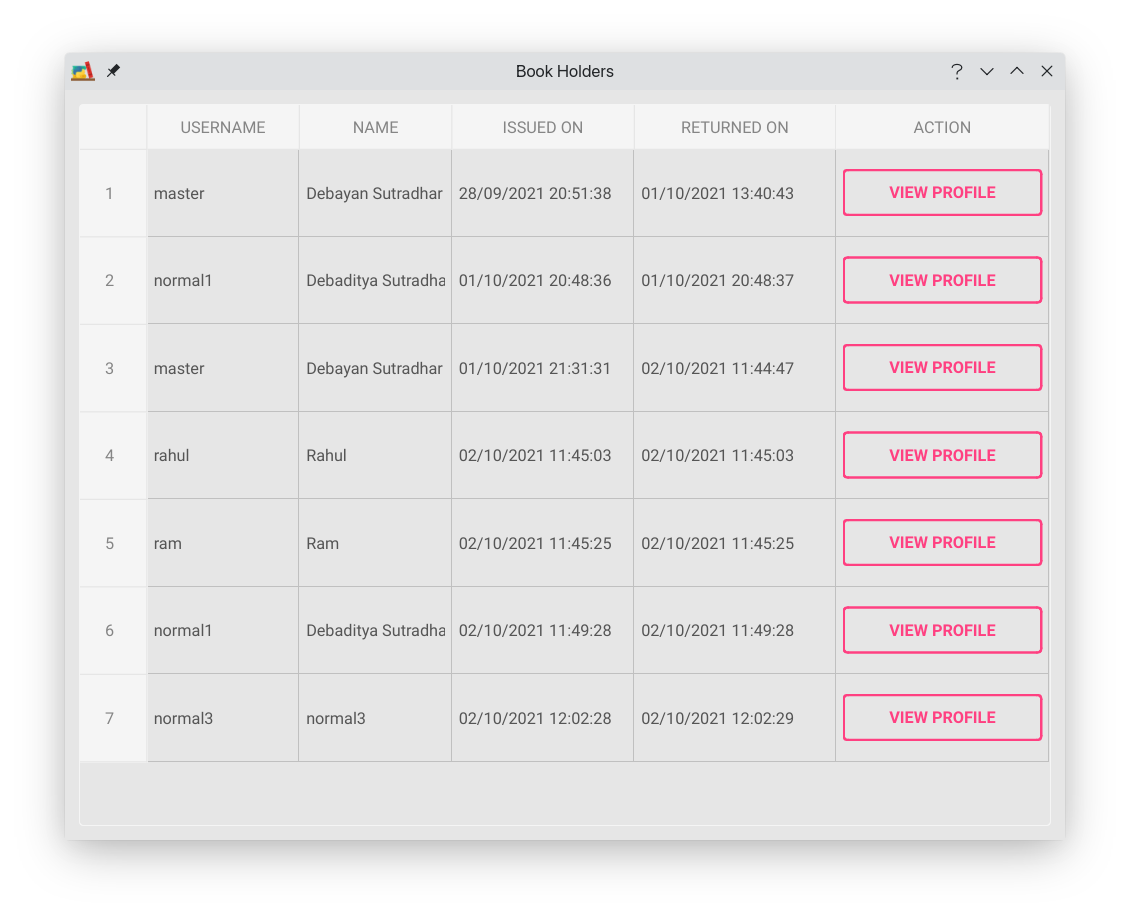 Book Holders
USERNAME NAME ISSUED ON RETURNED ON ACTION
1 master Debayan Sutradhar 28/09/2021 20:51:38 01/10/2021 13:40:43 VIEW PROFILE
2 normal1 Debaditya Sutradha 01/10/2021 20:48:36 01/10/2021 20:48:37 VIEW PROFILE
3 master Debayan Sutradhar 01/10/2021 21:31:31 02/10/2021 11:44:47 VIEW PROFILE
4 rahul Rahul 02/10/2021 11:45:03 02/10/2021 11:45:03 VIEW PROFILE
5 ram Ram 02/10/2021 11:45:25 02/10/2021 11:45:25 VIEW PROFILE
6 normal1 Debaditya Sutradha 02/10/2021 11:49:28 02/10/2021 11:49:28 VIEW PROFILE
7 normal3 normal3 02/10/2021 12:02:28 02/10/2021 12:02:29 VIEW PROFILE